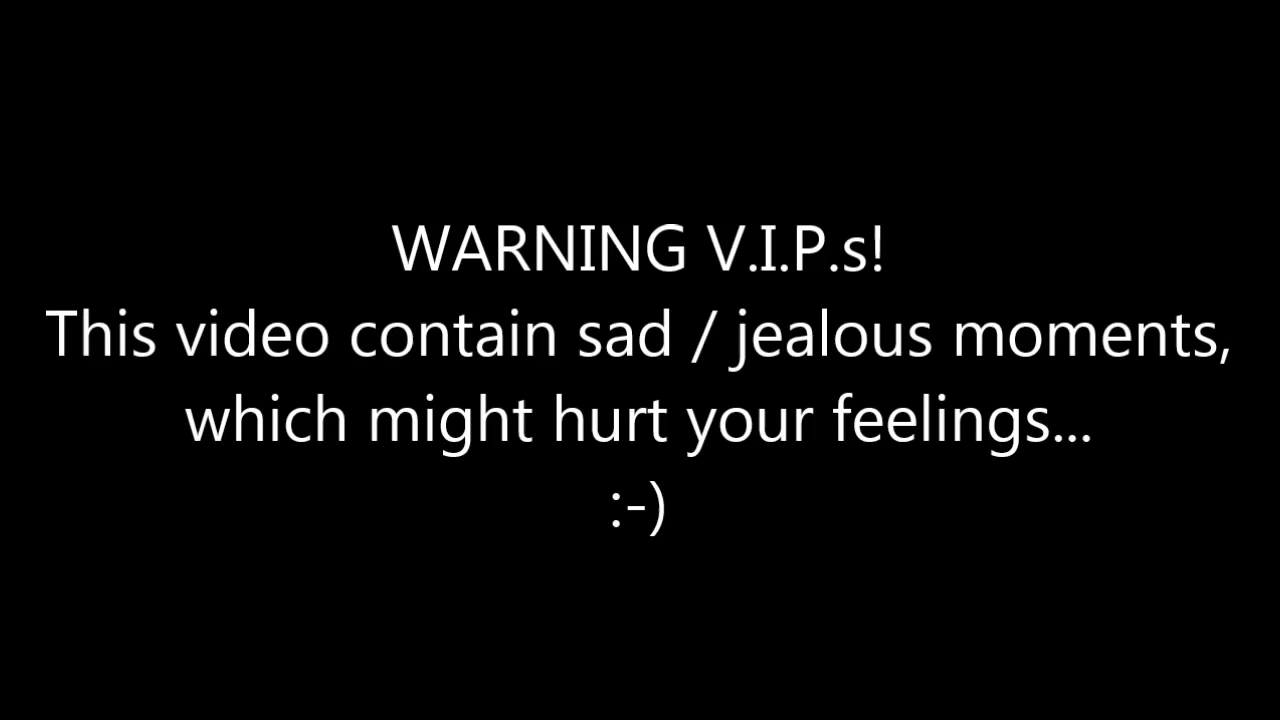 WARNING V.I.P.s!
This video contain sad / jealous moments,
which might hurt your feelings...
:-)